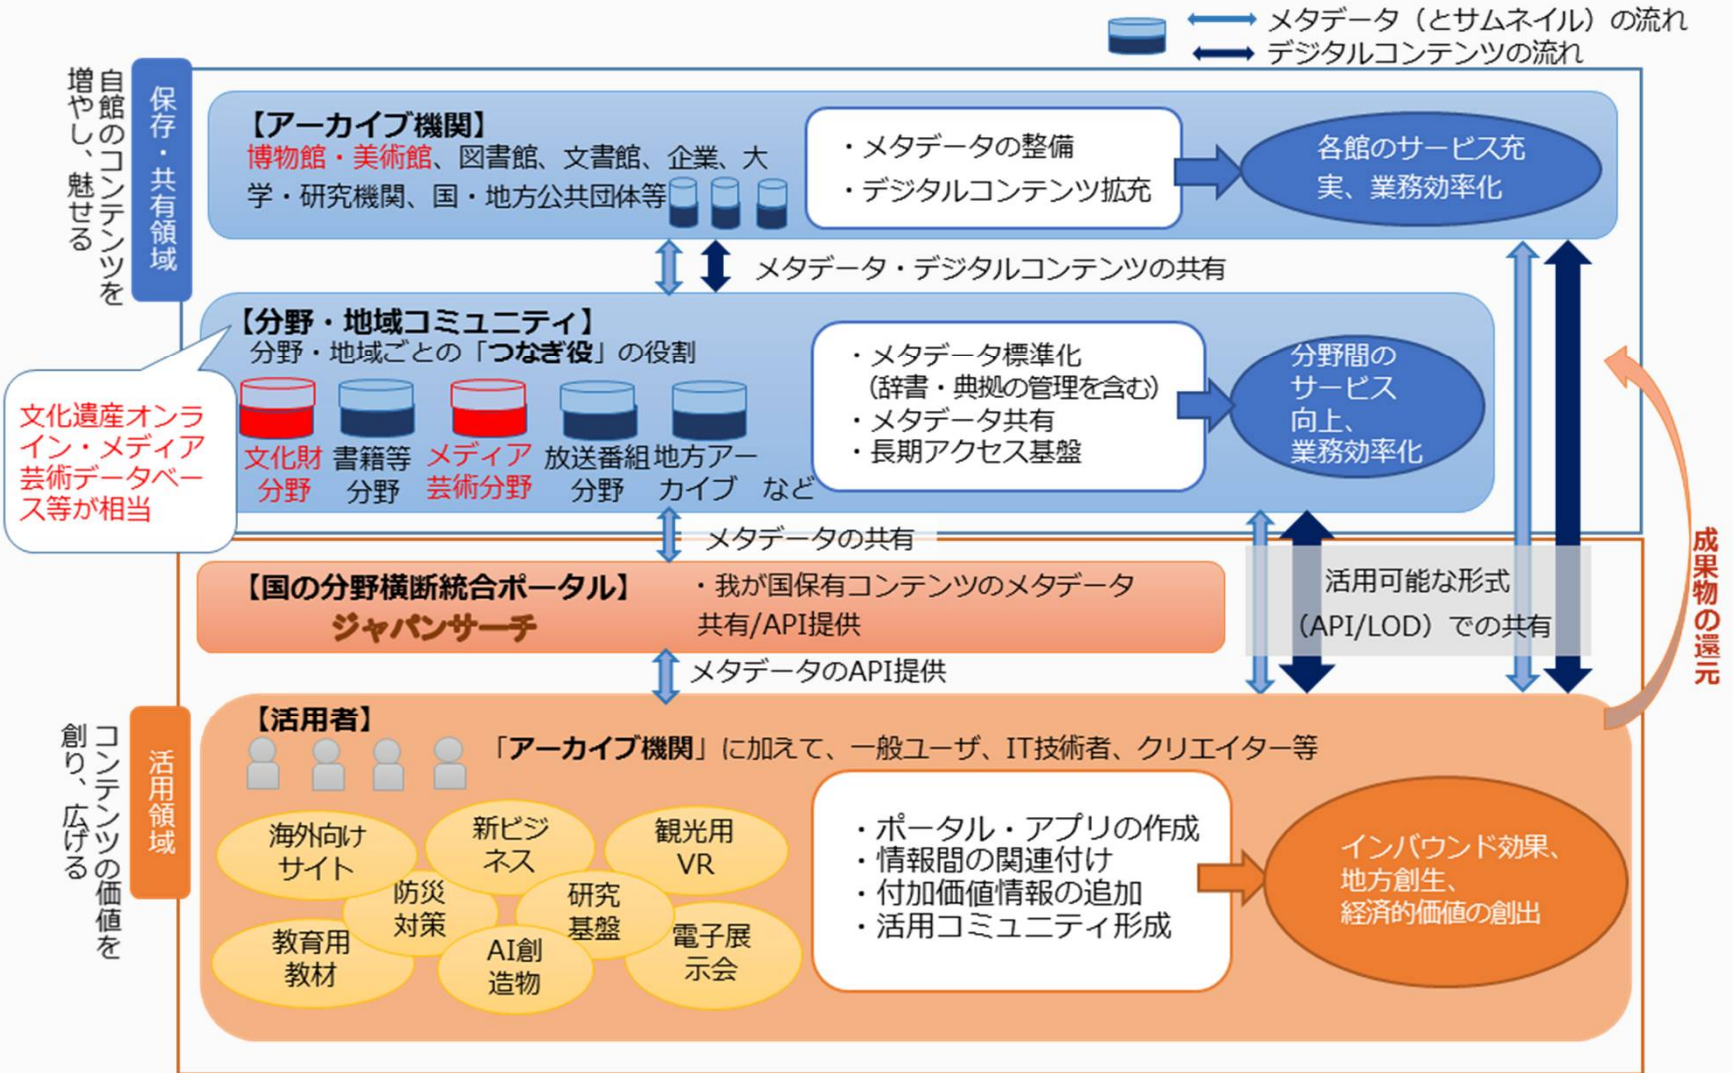 メタデータ（とサムネイル）の流れ
デジタルコンテンツの流れ
自館のコンテンツを
増やし、魅せる
保存・共有領域
【アーカイブ機関】
博物館・美術館、図書館、文書館、企業、大
学・研究機関、国・地方公共団体等
・メタデータの整備
・デジタルコンテンツ拡充
各館のサービス充
実、業務効率化
メタデータ・デジタルコンテンツの共有
【分野・地域コミュニティ】
分野・地域ごとの「つなぎ役」の役割
文化財
分野
書籍等
分野
メディア
芸術分野
放送番組
分野
地方アー
カイブ
など
・メタデータ標準化
（辞書・典拠の管理を含む）
・メタデータ共有
・長期アクセス基盤
分野間の
サービス
向上、
業務効率化
文化遺産オンラ
イン・メディア
芸術データベー
ス等が相当
メタデータの共有
【国の分野横断統合ポータル】
ジャパンサーチ
・我が国保有コンテンツのメタデータ
共有/API提供
活用可能な形式
（API/LOD）での共有
成果物の還元
メタデータのAPI提供
コンテンツの価値を
創り、広げる
活用領域
【活用者】
「アーカイブ機関」に加えて、一般ユーザ、IT技術者、クリエイター等
海外向け
サイト
新ビジ
ネス
観光用
VR
防災
対策
研究
基盤
教育用
教材
AI創
造物
電子展
示会
・ポータル・アプリの作成
・情報間の関連付け
・付加価値情報の追加
・活用コミュニティ形成
インバウンド効果、
地方創生、
経済的価値の創出